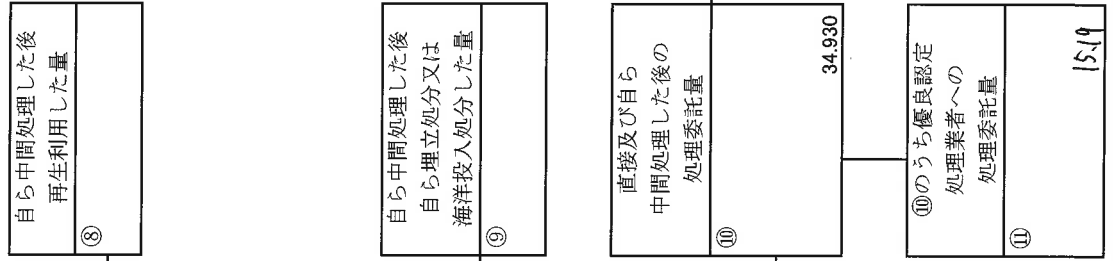 自ら中間処理した後
再生利用した量
⑧
自ら中間処理した後
自ら埋立処分又は
海洋投入処分した量
⑨
直接及び自ら
中間処理した後の
処理委託量
⑩
34.930
⑩のうち優良認定
処理業者への
処理委託量
⑪
15.19